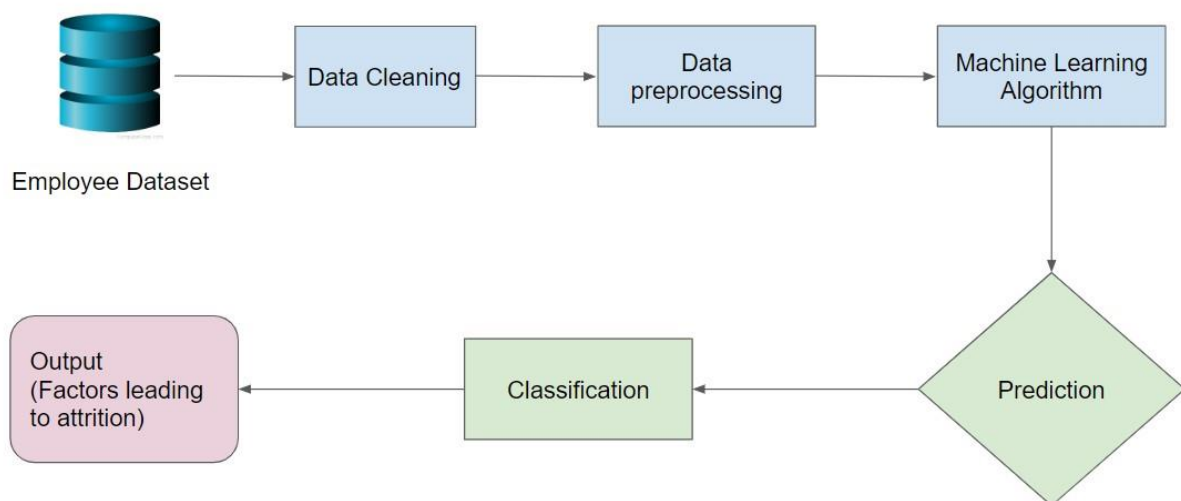 Data Cleaning
Data
preprocessing
Machine Learning
Algorithm
Employee Dataset
Prediction
Classification
Output
(Factors leading
to attrition)